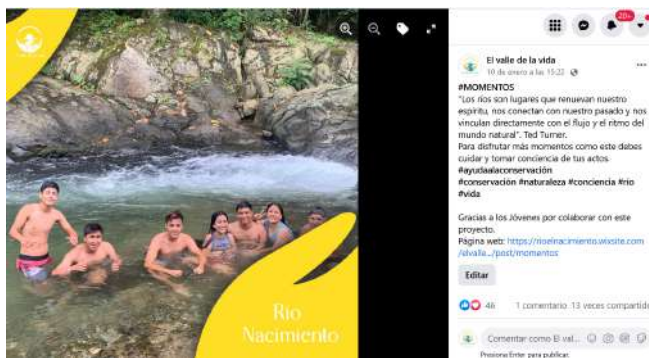 Río
Nacimiento
20+
El valle de la vida
10 de enero a las 15:22
#MOMENTOS
"Los ríos son lugares que renuevan nuestro
espíritu, nos conectan con nuestro pasado y nos
vinculan directamente con el flujo y el ritmo del
mundo natural". Ted Turner.
Para disfrutar más momentos como este debes
cuidar y tomar conciencia de tus actos.
#ayudaalaconservación
#conservación #naturaleza #conciencia #río
#vida
Gracias a los Jóvenes por colaborar con este
proyecto.
Página web: https://rioelnacimiento.wixsite.com
/elvalle.../post/momentos
Editar
46 1 comentario 13 veces compartido
Comentar como El val...
Presiona Enter para publicar.